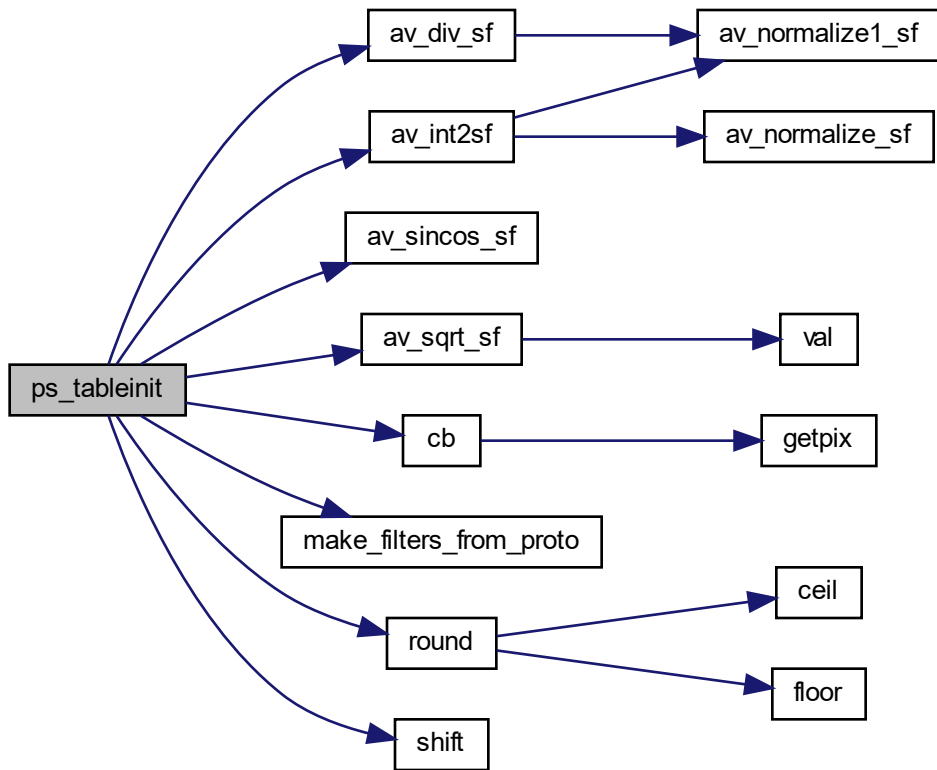 av_div_sf
av_normalize1_sf
av_int2sf
av_normalize_sf
av_sincos_sf
av_sqrt_sf
val
ps_tableinit
cb
getpix
make_filters_from_proto
ceil
round
floor
shift